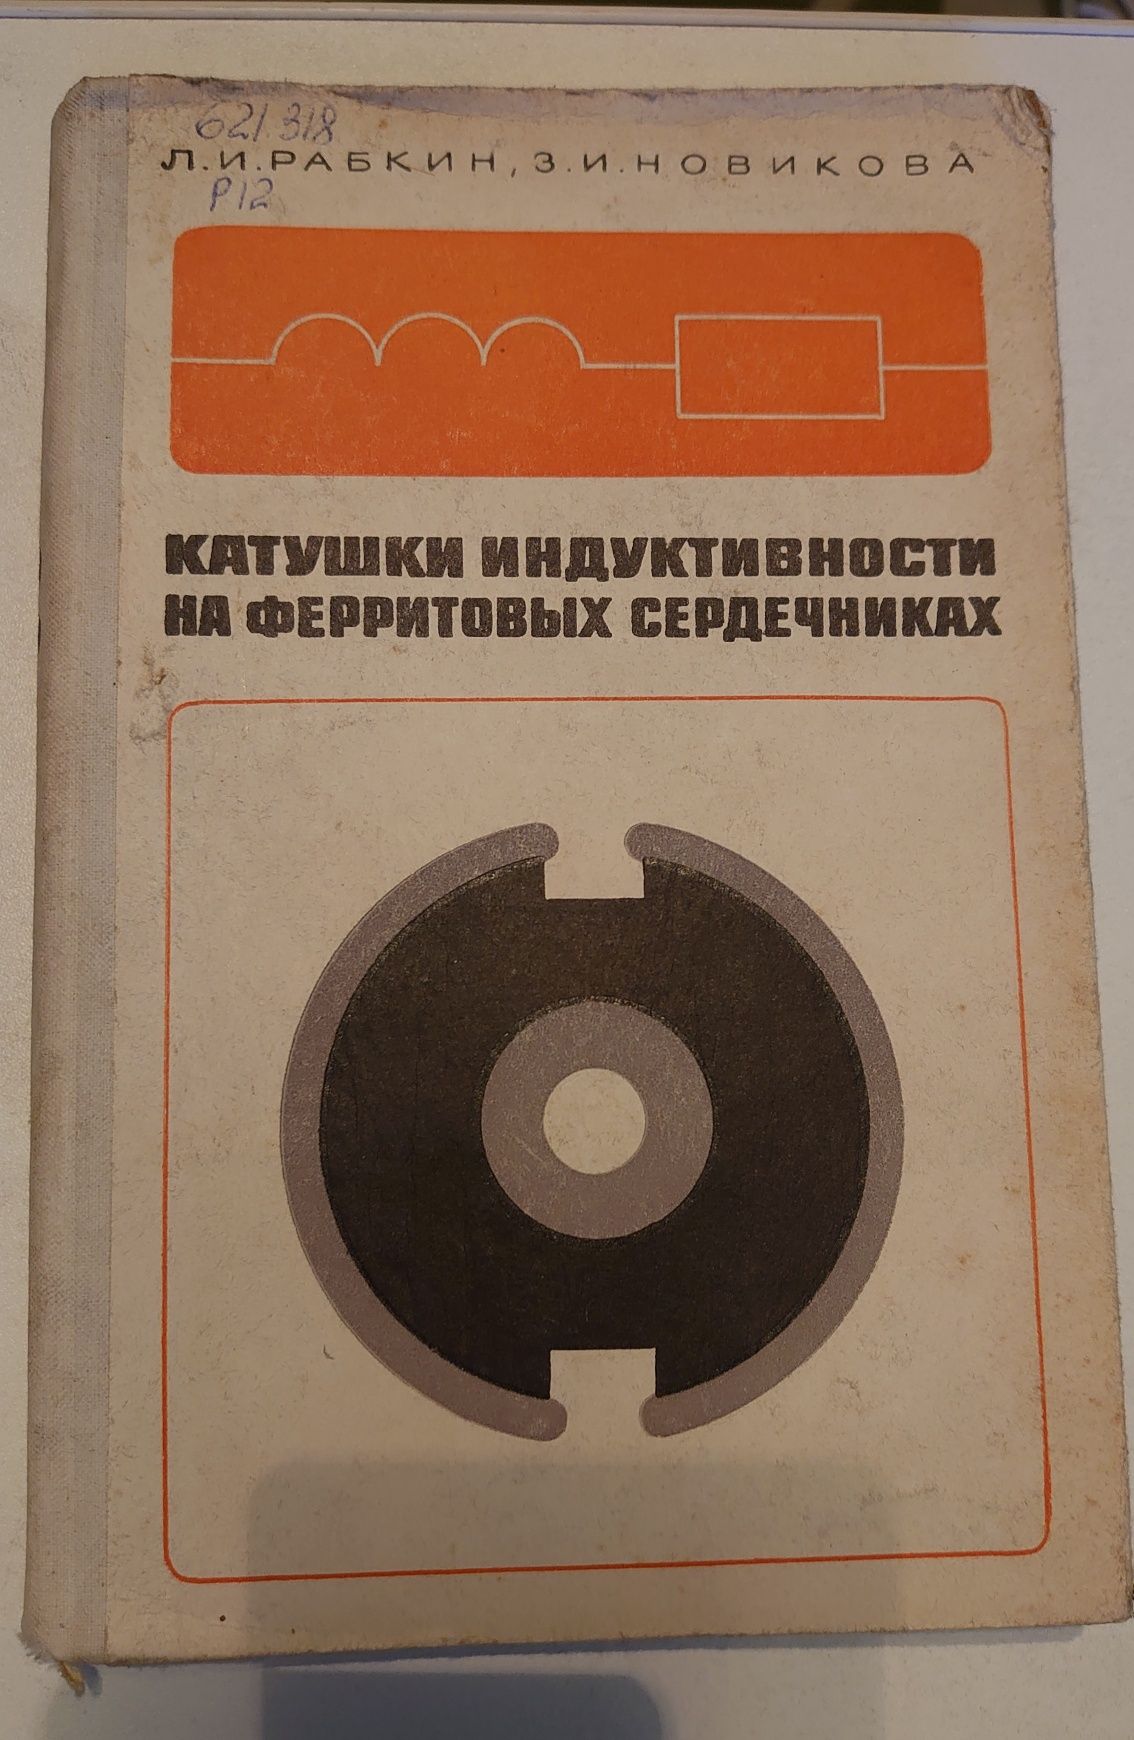 621.318
Л.И.РАБКИН, З.И.НОВИКОВА
Р12
КАТУШКИ ИНДУКТИВНОСТИ
НА ФЕРРИТОВЫХ СЕРДЕЧНИКАХ